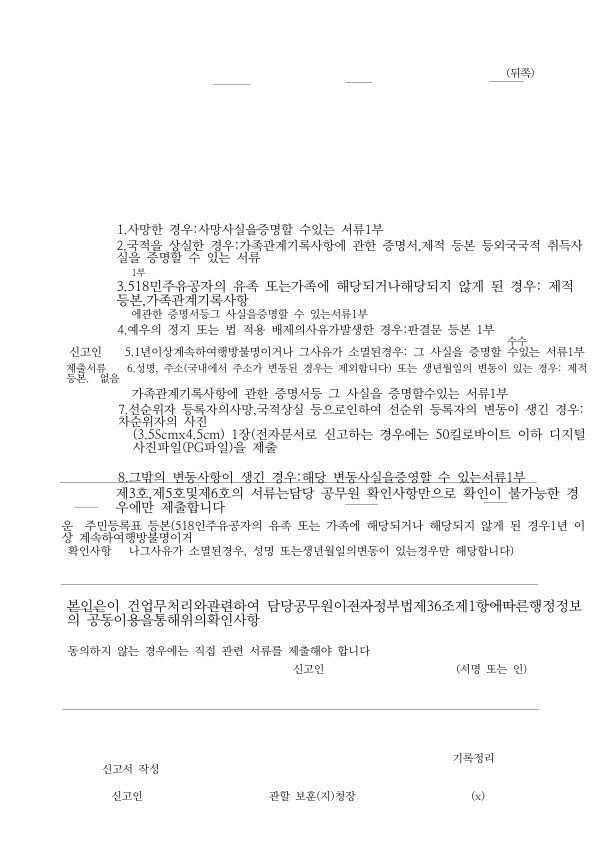 (뒤쪽)
1.사망한 경우:사망사실을증명할 수있는 서류1부
2.국적을 상실한 경우:가족관계기록사항에 관한 증명서,제적 등본 등외국국적 취득사
실을 증명할 수 있는 서류
1부
3.518민주유공자의 유족 또는가족에 해당되거나해당되지 않게 된 경우: 제적
등본,가족관계기록사항
에관한 증명서등그 사실을증명할 수 있는서류1부
4.예우의 정지 또는 법 적용 배제의사유가발생한 경우:판결문 등본 1부
수수
신고인 5.1년이상계속하여행방불명이거나 그사유가 소멸된경우: 그 사실을 증명할 수있는 서류1부
제출서류 6.성명, 주소(국내에서 주소가 변동된 경우는 제외합니다) 또는 생년월일의 변동이 있는 경우: 제적
등본. 없음
가족관계기록사항에 관한 증명서등 그 사실을 증명할수있는 서류1부
7.선순위자 등록자의사망,국적상실 등으로인하여 선순위 등록자의 변동이 생긴 경우:
차순위자의 사진
(3.5Scmx4.5cm) 1장(전자문서로 신고하는 경우에는 50킬로바이트 이하 디지털
사진파일(PG파일)을 제출
8.그밖의 변동사항이 생긴 경우:해당 변동사실을증영할 수 있는서류1부
제3호,제5호및제6호의 서류는담당 공무원 확인사항만으로 확인이 불가능한 경
우에만 제출합니다
운 주민등록표 등본(518인주유공자의 유족 또는 가족에 해당되거나 해당되지 않게 된 경우1년 이
상 계속하여행방불명이거
확인사항 나그사유가 소멸된경우, 성명 또는생년월일의변동이 있는경우만 해당합니다)
본인은이 건업무처리와관련하여 담당공무원이전자정부법제36조제1항에따른행정정보
의 공동이용을통해위의확인사항
동의하지 않는 경우에는 직접 관련 서류를 제출해야 합니다
신고인 (서명 또는 인)
기록정리
신고서 작성
신고인 관할 보훈(지)청장 (x)